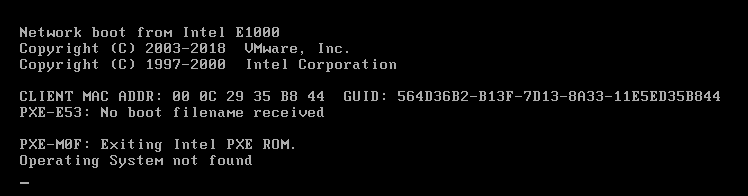 Network boot from Intel E1000
Copyright (C) 2003-2018  VMware, Inc.
Copyright (C) 1997-2000  Intel Corporation
CLIENT MAC ADDR: 00 0C 29 35 B8 44  GUID: 564D36B2-B13F-7D13-8A33-11E5ED35B844
PXE-E53: No boot filename received
PXE-M0F: Exiting Intel PXE ROM.
Operating System not found
_